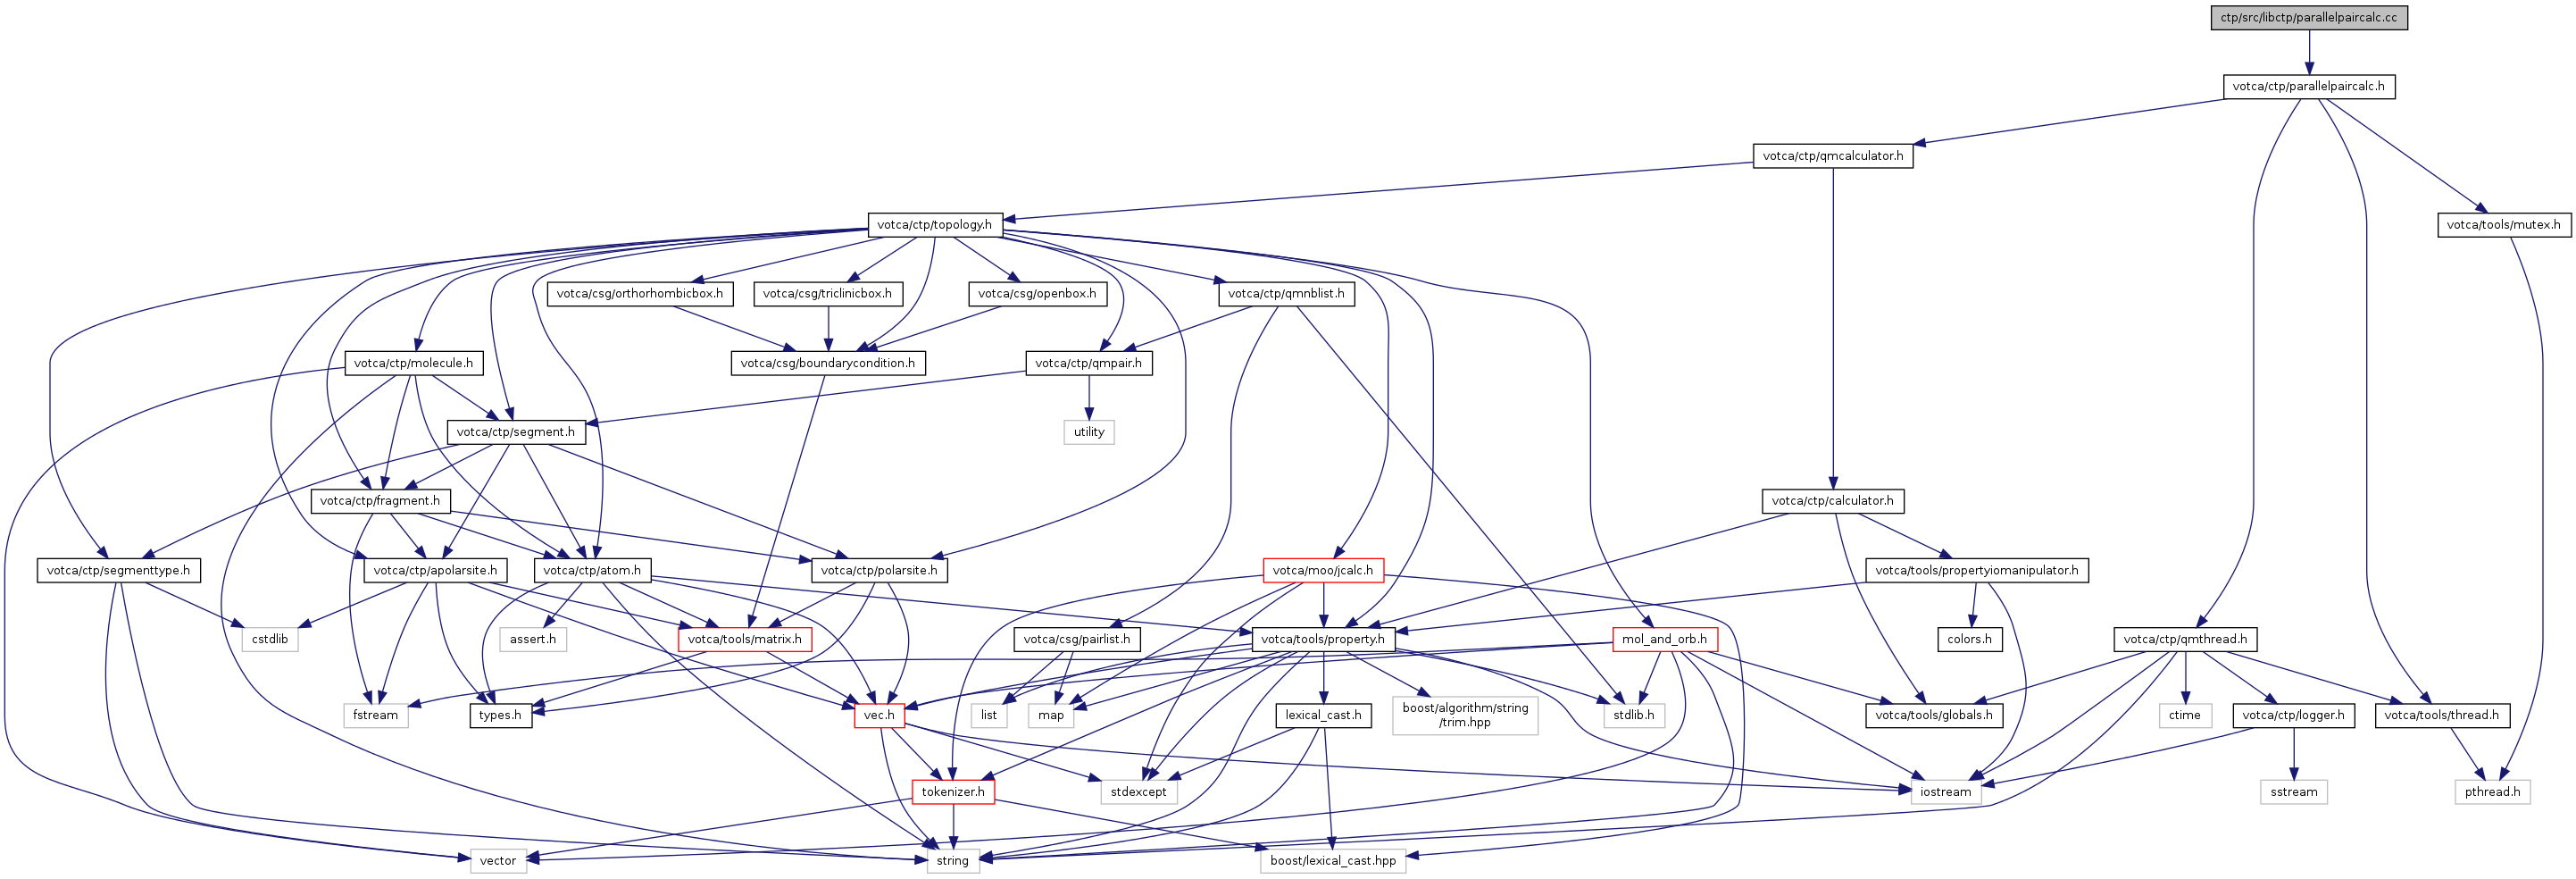 ctp/src/libctp/parallelpaircalc.cc
votca/ctp/parallelpaircalc.h
votca/ctp/qmcalculator.h
votca/ctp/topology.h
votca/tools/mutex.h
votca/csg/orthorhombicbox.h
votca/csg/triclinicbox.h
votca/csg/openbox.h
votca/ctp/qmnblist.h
votca/ctp/molecule.h
votca/csg/boundarycondition.h
votca/ctp/qmpair.h
votca/ctp/segment.h
utility
votca/ctp/fragment.h
votca/ctp/calculator.h
votca/ctp/segmenttype.h
votca/ctp/apolarsite.h
votca/ctp/atom.h
votca/ctp/polarsite.h
votca/moo/jcalc.h
votca/tools/propertyiomanipulator.h
cstdlib
assert.h
votca/tools/matrix.h
votca/csg/pairlist.h
votca/tools/property.h
mol_and_orb.h
colors.h
votca/ctp/qmthread.h
fstream
types.h
vec.h
list
map
lexical_cast.h
boost/algorithm/string
/trim.hpp
stdlib.h
votca/tools/globals.h
ctime
votca/ctp/logger.h
votca/tools/thread.h
tokenizer.h
stdexcept
iostream
sstream
pthread.h
vector
string
boost/lexical_cast.hpp